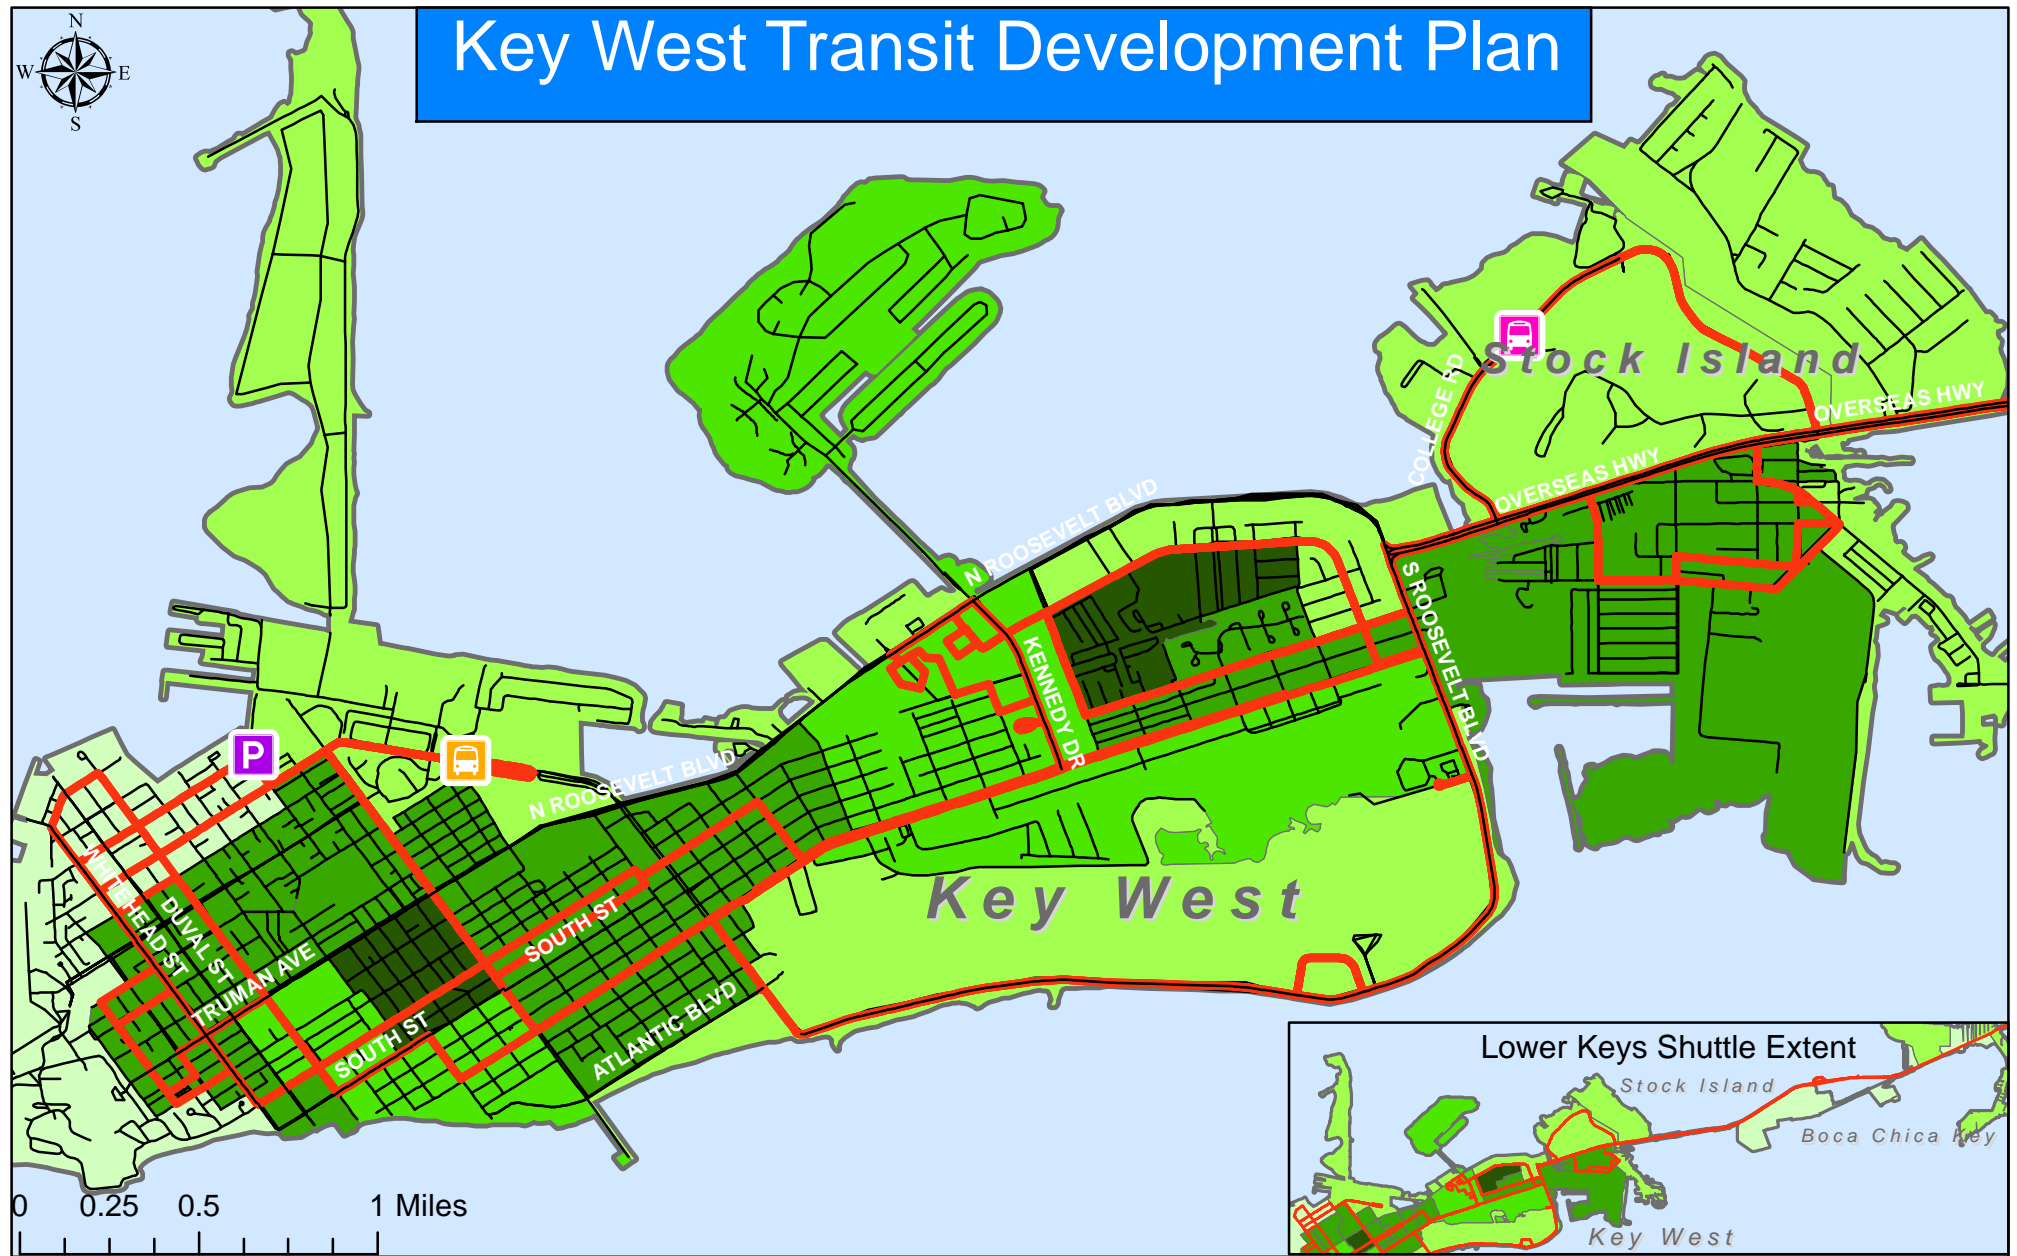 Key West Transit Development Plan
N
W E
S
Stock Island
COLLEGE RD
OVERSEAS HWY
OVERSEAS HWY
N ROOSEVELT BLVD
S ROOSEVELT BLVD
KENNEDY DR
P
N ROOSEVELT BLVD
Key West
WHITEHEAD ST
DUVAL ST
TRUMAN AVE
SOUTH ST
SOUTH ST
ATLANTIC BLVD
Lower Keys Shuttle Extent
Stock Island
Boca Chica Key
Key West
0 0.25 0.5 1 Miles